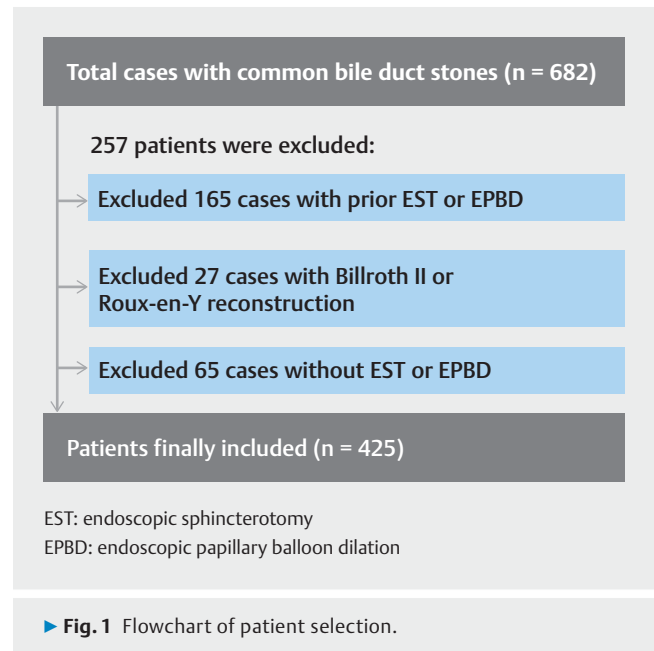 Total cases with common bile duct stones (n = 682)
257 patients were excluded:
Excluded 165 cases with prior EST or EPBD
Excluded 27 cases with Billroth II or
Roux-en-Y reconstruction
Excluded 65 cases without EST or EPBD
Patients finally included (n = 425)
EST: endoscopic sphincterotomy
EPBD: endoscopic papillary balloon dilation
▶ Fig. 1 Flowchart of patient selection.